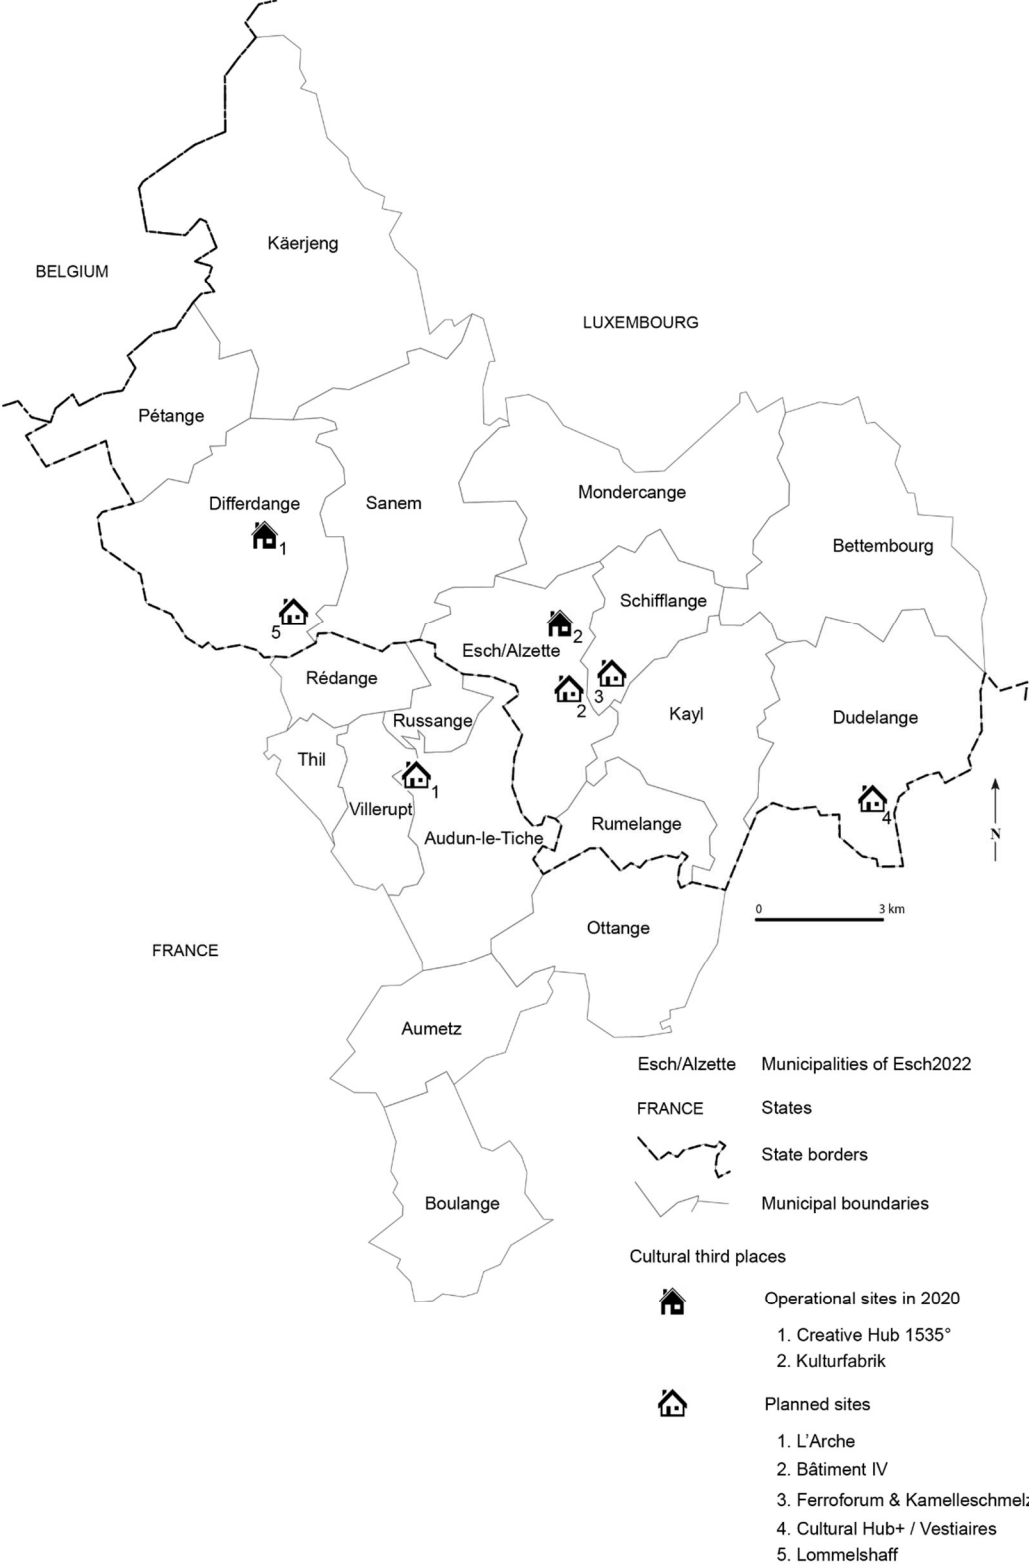 Käerjeng
BELGIUM
LUXEMBOURG
Pétange
Differdange
Sanem
Mondercange
Bettembourg
1
Schifflange
5
2
Esch/Alzette
Rédange
3
2
Russange
Kayl
Dudelange
Thil
1
Villerupt
4
Audun-le-Tiche
Rumelange
N
0 3 km
Ottange
FRANCE
Aumetz
Boulange
Esch/Alzette Municipalities of Esch2022
FRANCE States
State borders
Municipal boundaries
Cultural third places
Operational sites in 2020
1. Creative Hub 1535°
2. Kulturfabrik
Planned sites
1. L'Arche
2. Bâtiment IV
3. Ferroforum & Kamelleschmelz
4. Cultural Hub+ / Vestiaires
5. Lommelshaff